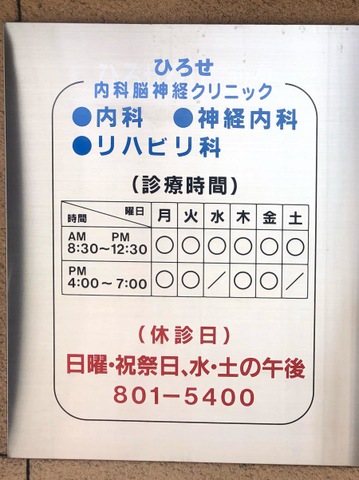 ひろせ
内科脳神経クリニック
●内科 ●神経内科
●リハビリ科
(診療時間)
時間 曜日 月 火 水 木 金 土
AM PM
8:30~12:30 ○ ○ ○ ○ ○ ○
PM
4:00~7:00 ○ ○ / ○ ○ /
(休診日)
日曜・祝祭日、水・土の午後
801-5400